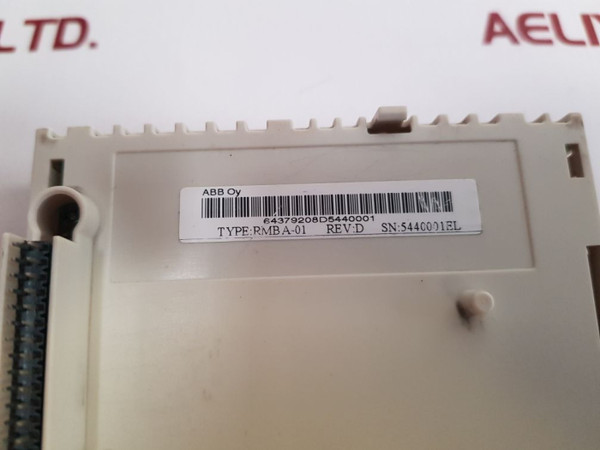 LTD.
AELI
ABB Oy
64379208D5440001
TYPE:RMBA-01 REV:D SN:5440001EL